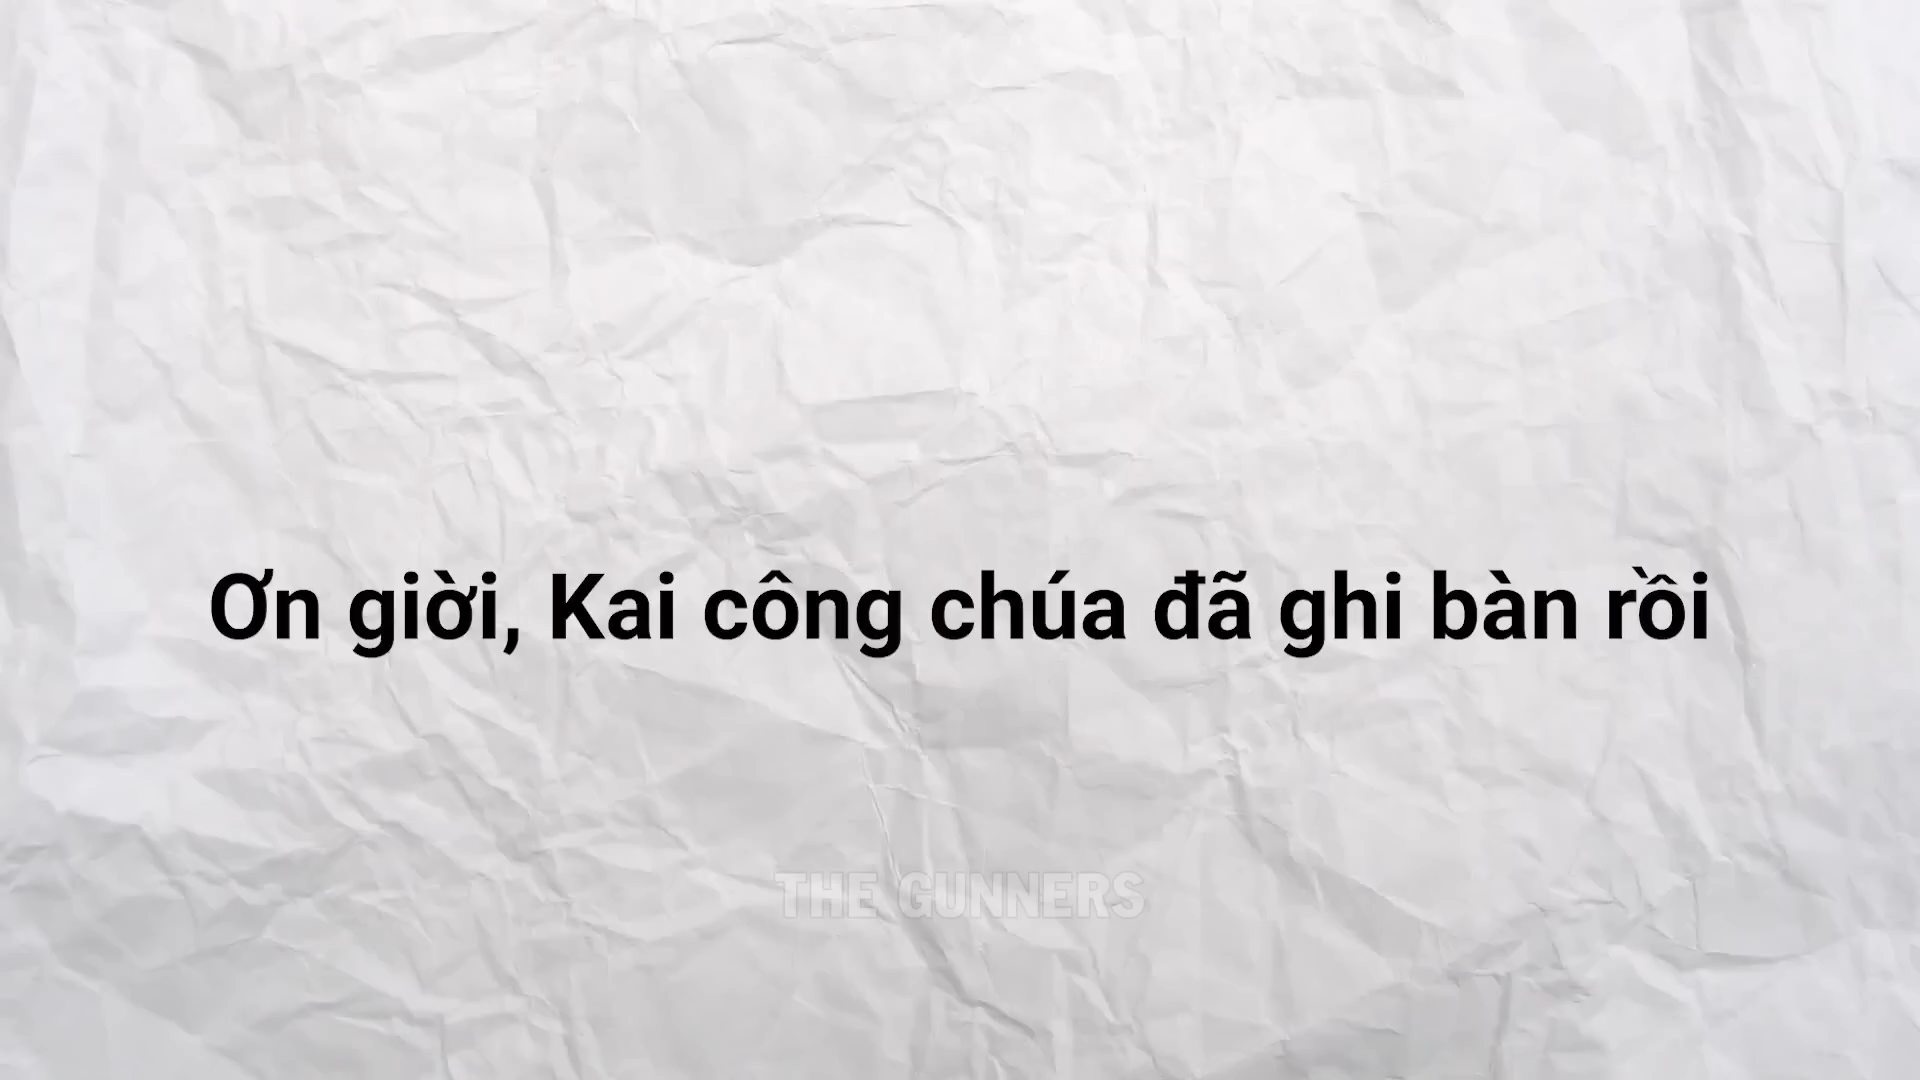 Ơn giời, Kai công chúa đã ghi bàn rồi
THE GUNNERS